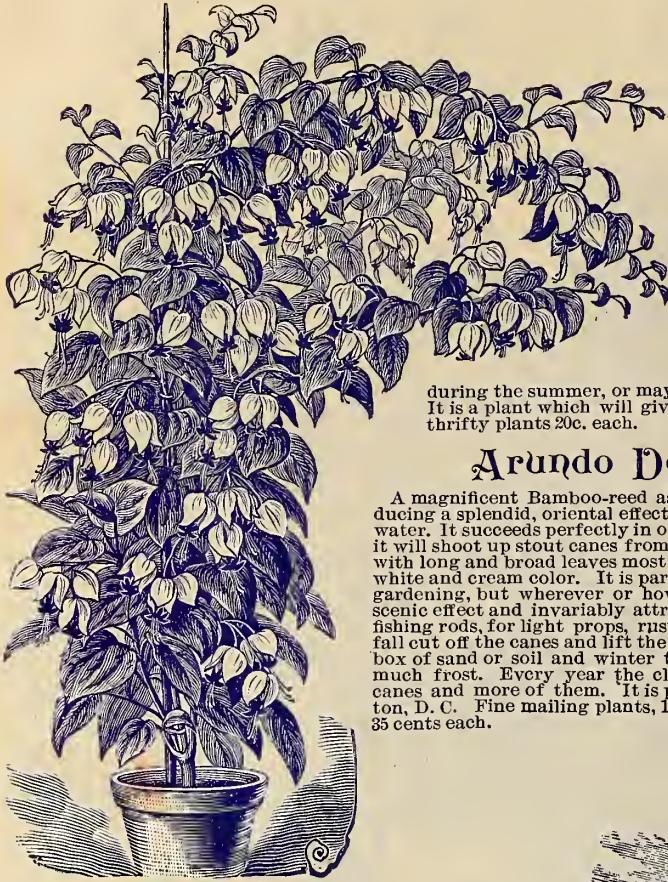 during the summer, or may
It is a plant which will giv
thrifty plants 20c. each.
Arundo D
A magnificent Bamboo-reed as
ducing a splendid, oriental effect
water. It succeeds perfectly in o
it will shoot up stout canes from
with long and broad leaves most
white and cream color. It is par
gardening, but wherever or how
scenic effect and invariably attr
fishing rods, for light props, rus
fall cut off the canes and lift the
box of sand or soil and winter f
much frost. Every year the cl
canes and more of them. It is
ton, D. C. Fine mailing plants, 1
35 cents each.